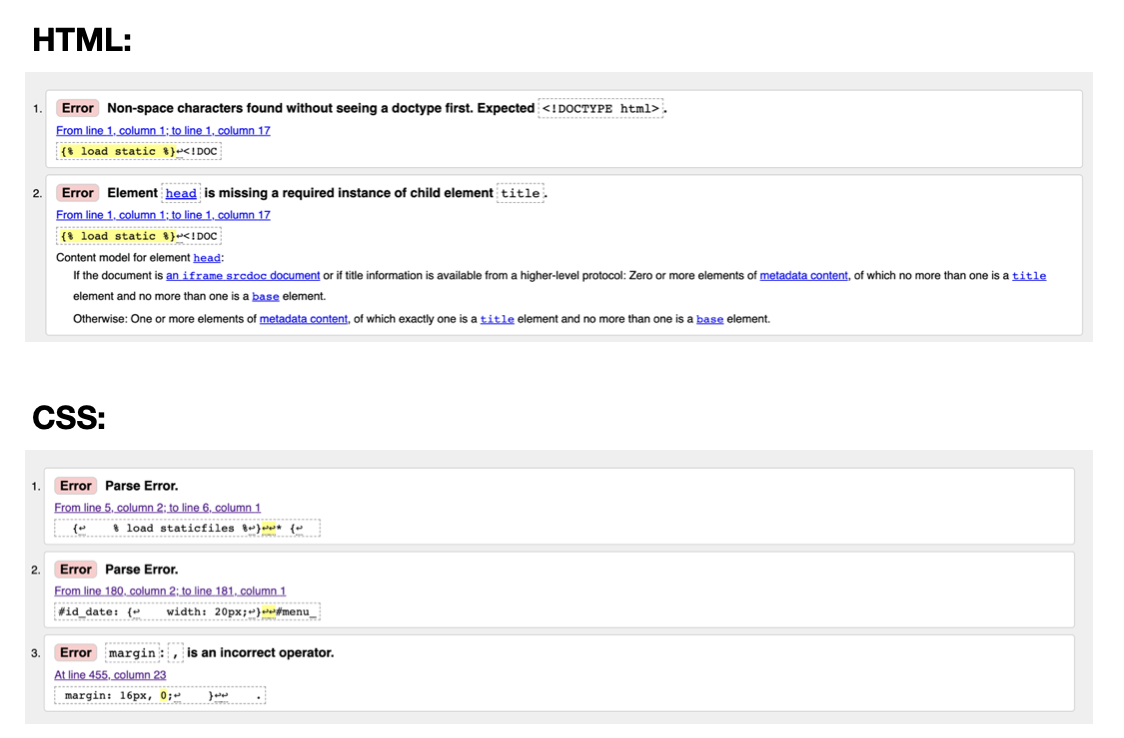 HTML:
1. Error Non-space characters found without seeing a doctype first. Expected <!DOCTYPE html>.
From line 1, column 1; to line 1, column 17
{% load static %}↩<!DOC
2. Error Element head is missing a required instance of child element title.
From line 1, column 1; to line 1, column 17
{% load static %}↩<!DOC
Content model for element head:
If the document is an iframe srcdoc document or if title information is available from a higher-level protocol: Zero or more elements of metadata content, of which no more than one is a title
element and no more than one is a base element.
Otherwise: One or more elements of metadata content, of which exactly one is a title element and no more than one is a base element.
CSS:
1. Error Parse Error.
From line 5, column 2; to line 6, column 1
{↩ % load staticfiles %↩}↩↩* {↩
2. Error Parse Error.
From line 180, column 2; to line 181, column 1
#id_date: {↩ width: 20px;↩}↩↩#menu_
3. Error margin: , is an incorrect operator.
At line 455, column 23
margin: 16px, 0;↩ }↩↩ .